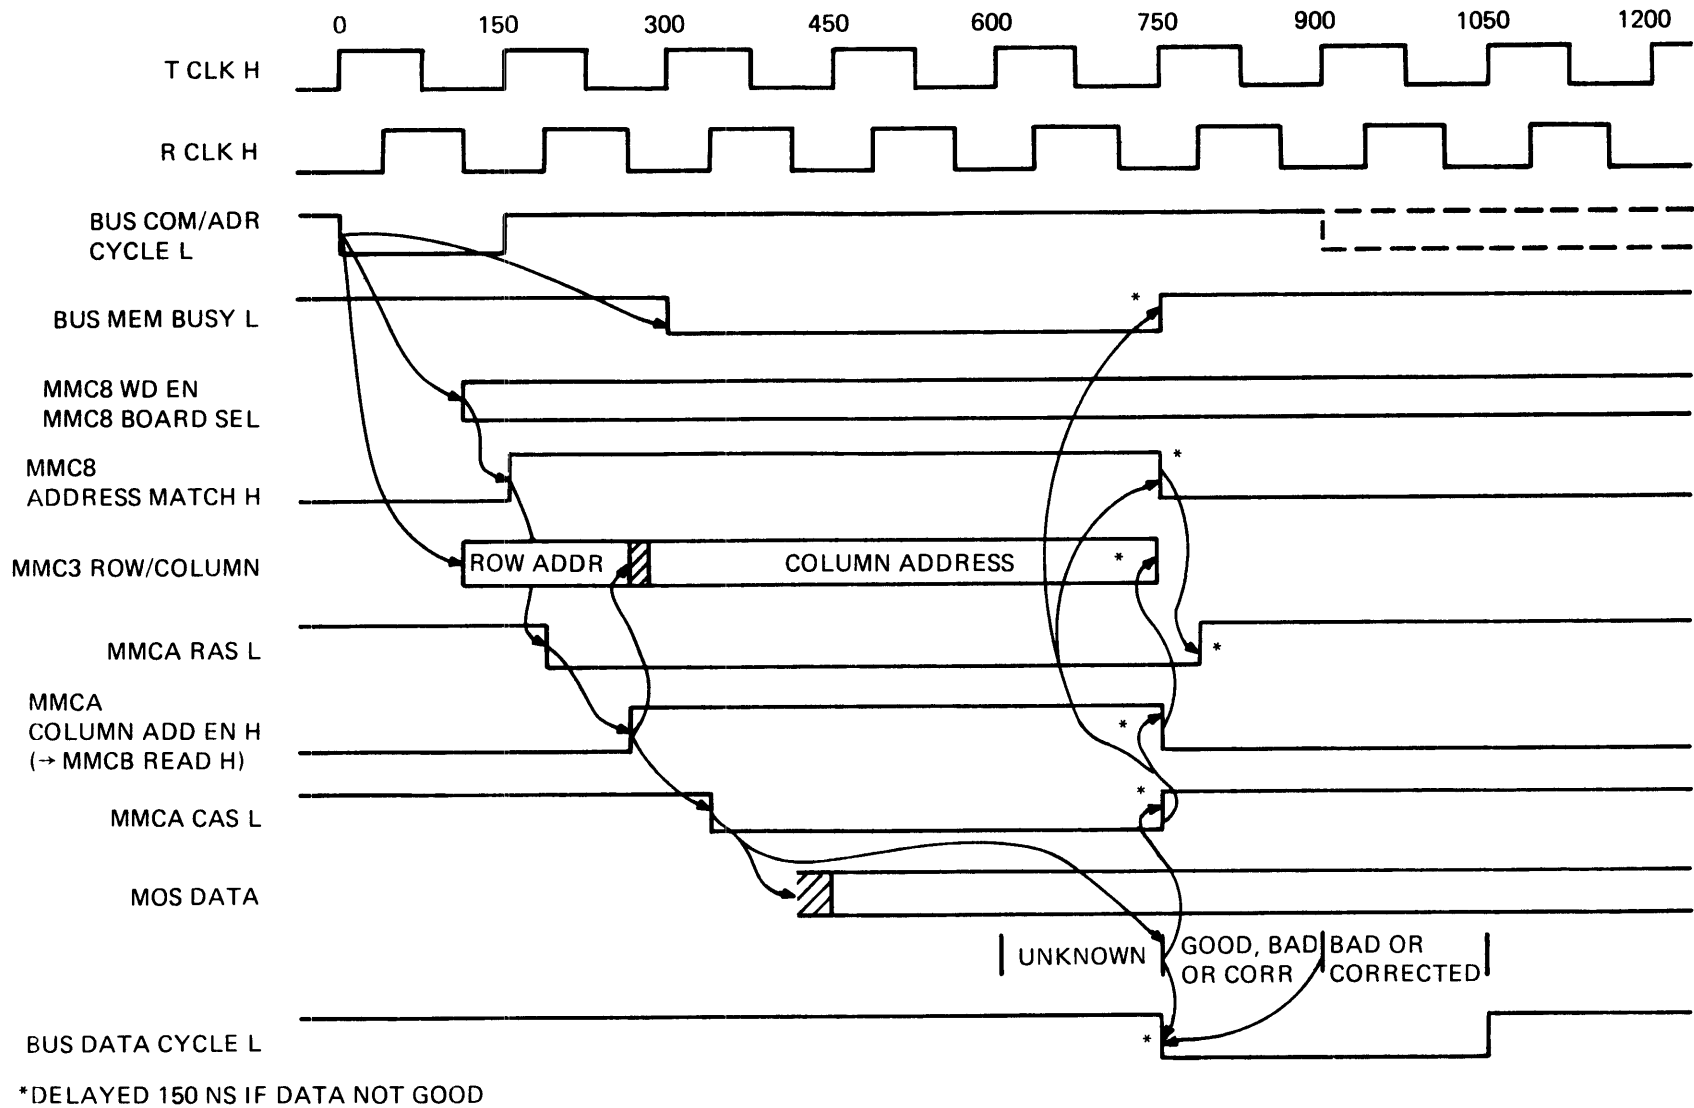 0 150 300 450 600 750 900 1050 1200
T CLK H
R CLK H
BUS COM/ADR
CYCLE L
BUS MEM BUSY L
*
MMC8 WD EN
MMC8 BOARD SEL
MMC8
ADDRESS MATCH H
*
MMC3 ROW/COLUMN
ROW ADDR
COLUMN ADDRESS
*
MMCA RAS L
*
MMCA
COLUMN ADD EN H
(→ MMCB READ H)
*
MMCA CAS L
*
MOS DATA
UNKNOWN
GOOD, BAD
OR CORR
BAD OR
CORRECTED
BUS DATA CYCLE L
*
*DELAYED 150 NS IF DATA NOT GOOD